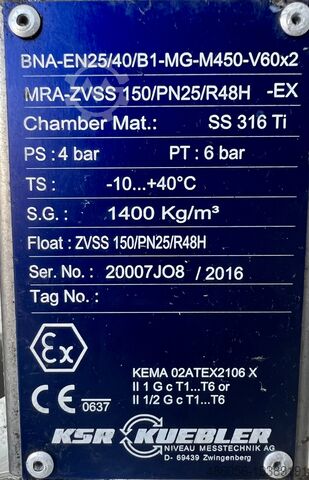 BNA-EN25/40/B1-MG-M450-V60x2
MRA-ZVSS 150/PN25/R48H -EX
Chamber Mat.: SS 316 Ti
PS : 4 bar PT : 6 bar
TS : -10...+40°C
S.G. : 1400 Kg/m³
Float : ZVSS 150/PN25/R48H
Ser. No. : 20007JO8 / 2016
Tag No. :
Ex
CE 0637
KEMA 02ATEX2106 X
II 1 G c T1...T6 or
II 1/2 G c T1...T6
KSR KUEBLER
NIVEAU MESSTECHNIK AG
D- 69439 Zwingenberg